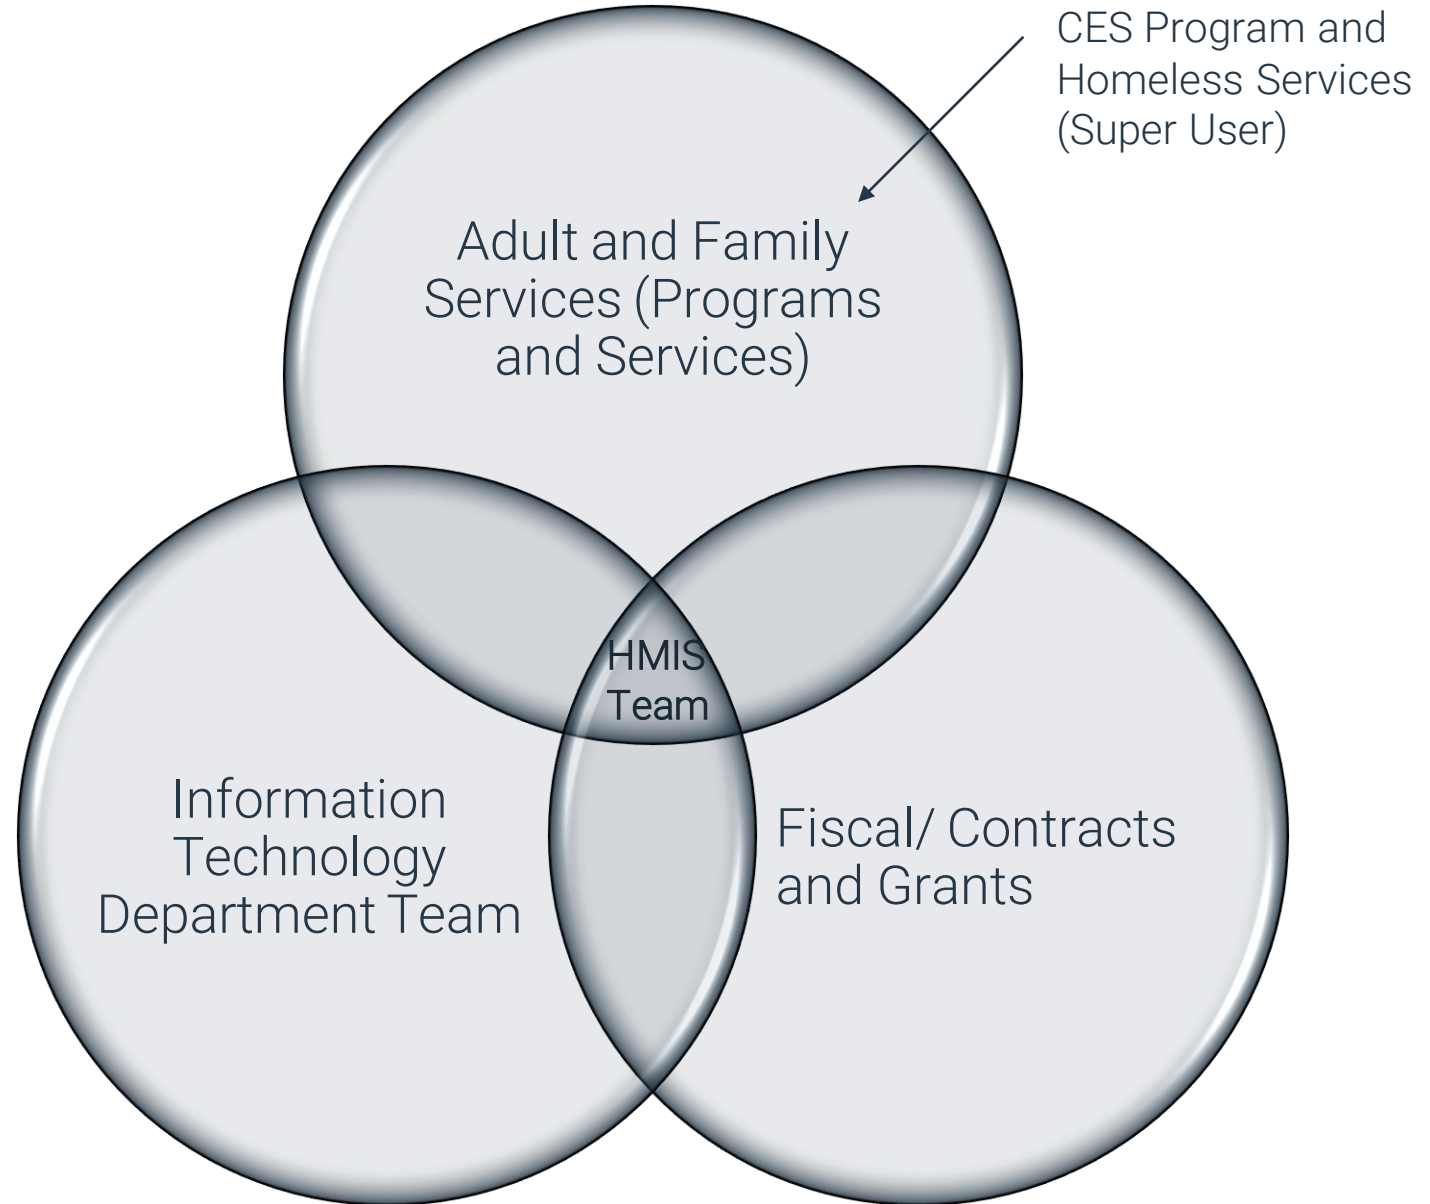 CES Program and
Homeless Services
(Super User)
Adult and Family
Services (Programs
and Services)
HMIS
Team
Information
Technology
Department Team
Fiscal/ Contracts
and Grants